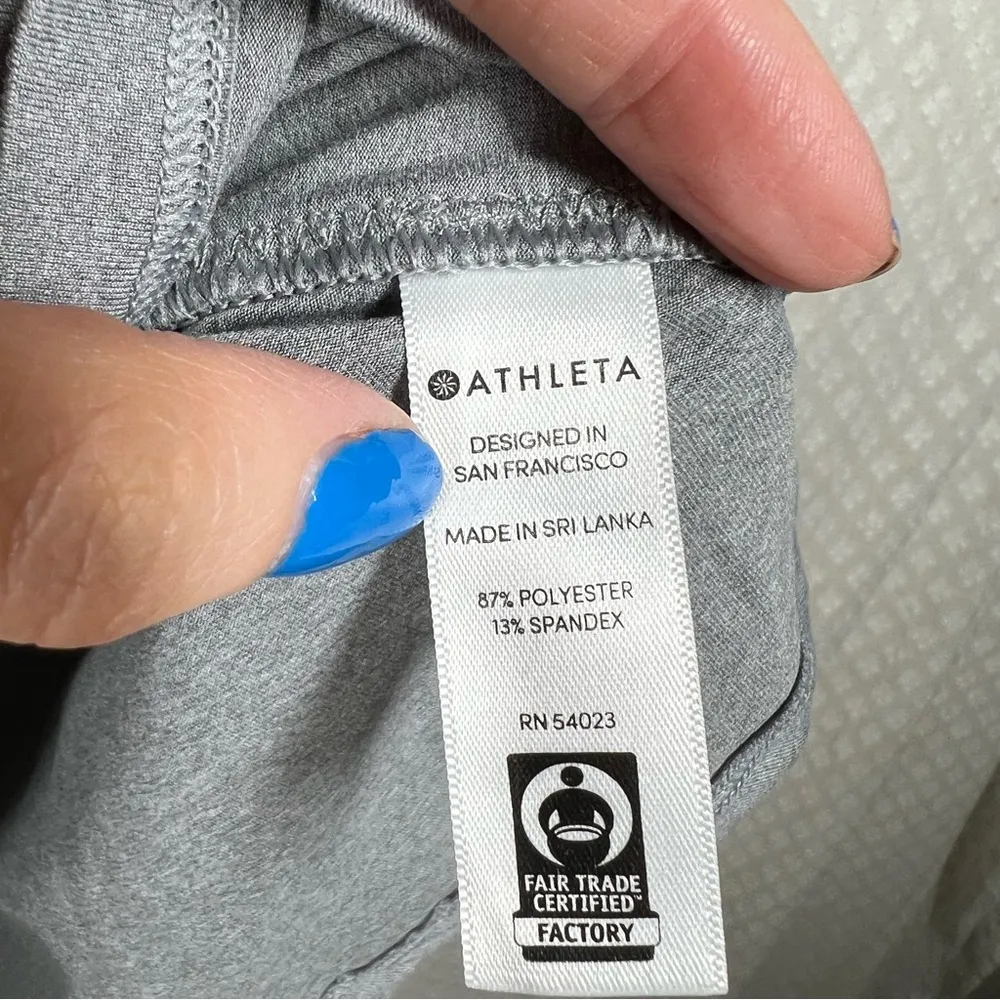 ATHLETA
DESIGNED IN
SAN FRANCISCO
MADE IN SRI LANKA
87% POLYESTER
13% SPANDEX
RN 54023
FAIR TRADE
CERTIFIED™
FACTORY